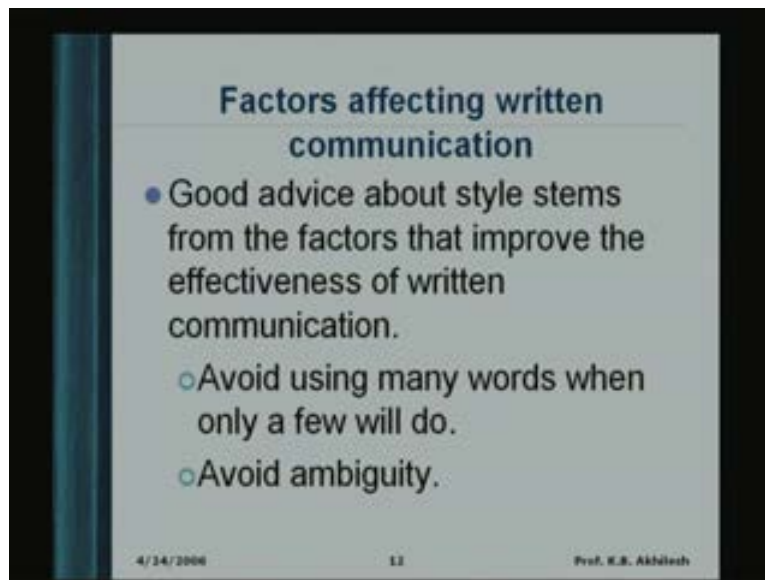 Factors affecting written
communication
Good advice about style stems
from the factors that improve the
effectiveness of written
communication.
Avoid using many words when
only a few will do.
Avoid ambiguity.
4/24/2006 12 Prof. K.B. Akhilesh